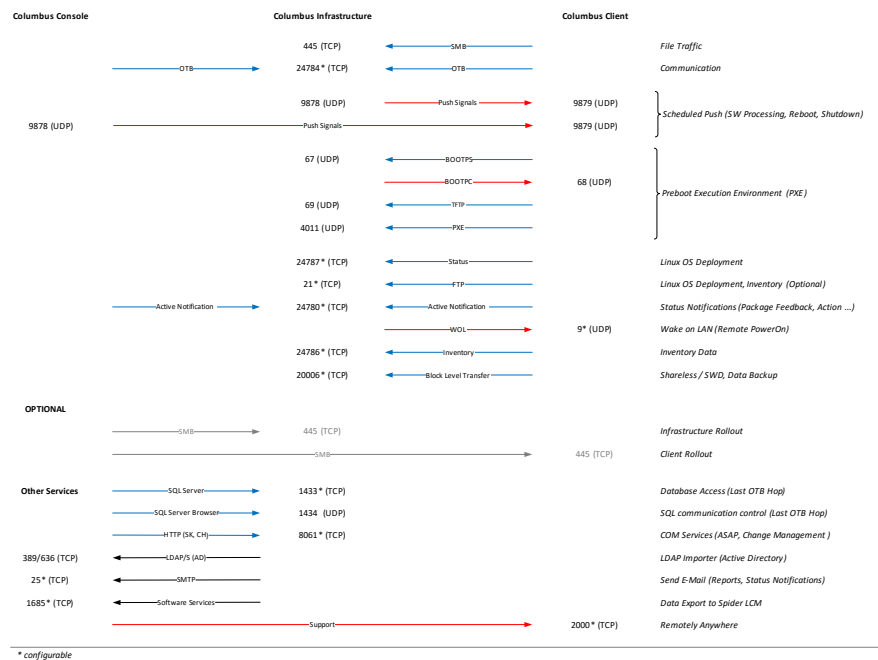 Columbus Console Columbus Infrastructure Columbus Client
445 (TCP) SMB File Traffic
OTB 24784* (TCP) OTB Communication
9878 (UDP) Push Signals 9879 (UDP)
Scheduled Push (SW Processing, Reboot, Shutdown)
9878 (UDP) Push Signals 9879 (UDP)
67 (UDP) BOOTPS
BOOTPC 68 (UDP)
Preboot Execution Environment (PXE)
69 (UDP) TFTP
4011 (UDP) PXE
24787* (TCP) Status Linux OS Deployment
21* (TCP) FTP Linux OS Deployment, Inventory (Optional)
Active Notification 24780* (TCP) Active Notification Status Notifications (Package Feedback, Action ...)
WOL 9* (UDP) Wake on LAN (Remote PowerOn)
24786* (TCP) Inventory Inventory Data
20006* (TCP) Block Level Transfer Shareless / SWD, Data Backup
OPTIONAL
SMB 445 (TCP) Infrastructure Rollout
SMB 445 (TCP) Client Rollout
Other Services SQL Server 1433* (TCP) Database Access (Last OTB Hop)
SQL Server Browser 1434 (UDP) SQL communication control (Last OTB Hop)
HTTP (SK, CH) 8061* (TCP) COM Services (ASAP, Change Management )
389/636 (TCP) LDAP/S (AD) LDAP Importer (Active Directory)
25* (TCP) SMTP Send E-Mail (Reports, Status Notifications)
1685* (TCP) Software Services Data Export to Spider LCM
Support 2000* (TCP) Remotely Anywhere
* configurable